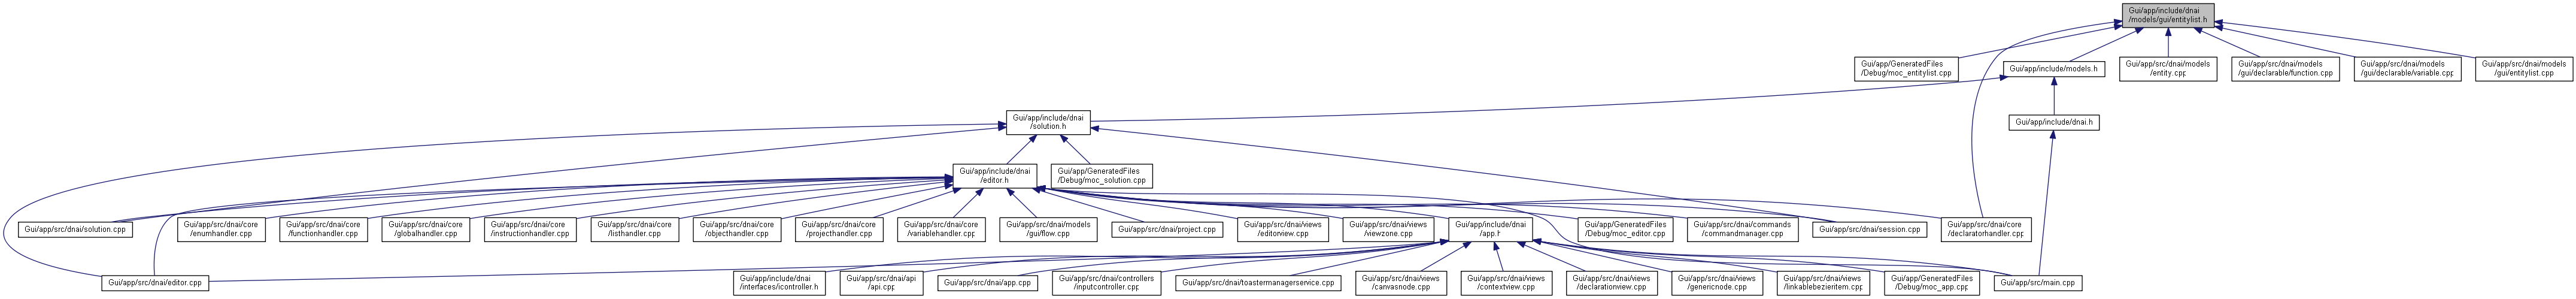 Gui/app/include/dnai
/models/gui/entitylist.h
Gui/app/GeneratedFiles
/Debug/moc_entitylist.cpp
Gui/app/include/models.h
Gui/app/src/dnai/models
/entity.cpp
Gui/app/src/dnai/models
/gui/declarable/function.cpp
Gui/app/src/dnai/models
/gui/declarable/variable.cpp
Gui/app/src/dnai/models
/gui/entitylist.cpp
Gui/app/include/dnai
/solution.h
Gui/app/include/dnai.h
Gui/app/include/dnai
/editor.h
Gui/app/GeneratedFiles
/Debug/moc_solution.cpp
Gui/app/src/dnai/solution.cpp
Gui/app/src/dnai/core
/enumhandler.cpp
Gui/app/src/dnai/core
/functionhandler.cpp
Gui/app/src/dnai/core
/globalhandler.cpp
Gui/app/src/dnai/core
/instructionhandler.cpp
Gui/app/src/dnai/core
/listhandler.cpp
Gui/app/src/dnai/core
/objecthandler.cpp
Gui/app/src/dnai/core
/projecthandler.cpp
Gui/app/src/dnai/core
/variablehandler.cpp
Gui/app/src/dnai/models
/gui/flow.cpp
Gui/app/src/dnai/project.cpp
Gui/app/src/dnai/views
/editorview.cpp
Gui/app/src/dnai/views
/viewzone.cpp
Gui/app/include/dnai
/app.h
Gui/app/GeneratedFiles
/Debug/moc_editor.cpp
Gui/app/src/dnai/commands
/commandmanager.cpp
Gui/app/src/dnai/session.cpp
Gui/app/src/dnai/core
/declaratorhandler.cpp
Gui/app/src/dnai/editor.cpp
Gui/app/include/dnai
/interfaces/icontroller.h
Gui/app/src/dnai/api
/api.cpp
Gui/app/src/dnai/app.cpp
Gui/app/src/dnai/controllers
/inputcontroller.cpp
Gui/app/src/dnai/toastermanagerservice.cpp
Gui/app/src/dnai/views
/canvasnode.cpp
Gui/app/src/dnai/views
/contextview.cpp
Gui/app/src/dnai/views
/declarationview.cpp
Gui/app/src/dnai/views
/genericnode.cpp
Gui/app/src/dnai/views
/linkablebezieritem.cpp
Gui/app/GeneratedFiles
/Debug/moc_app.cpp
Gui/app/src/main.cpp